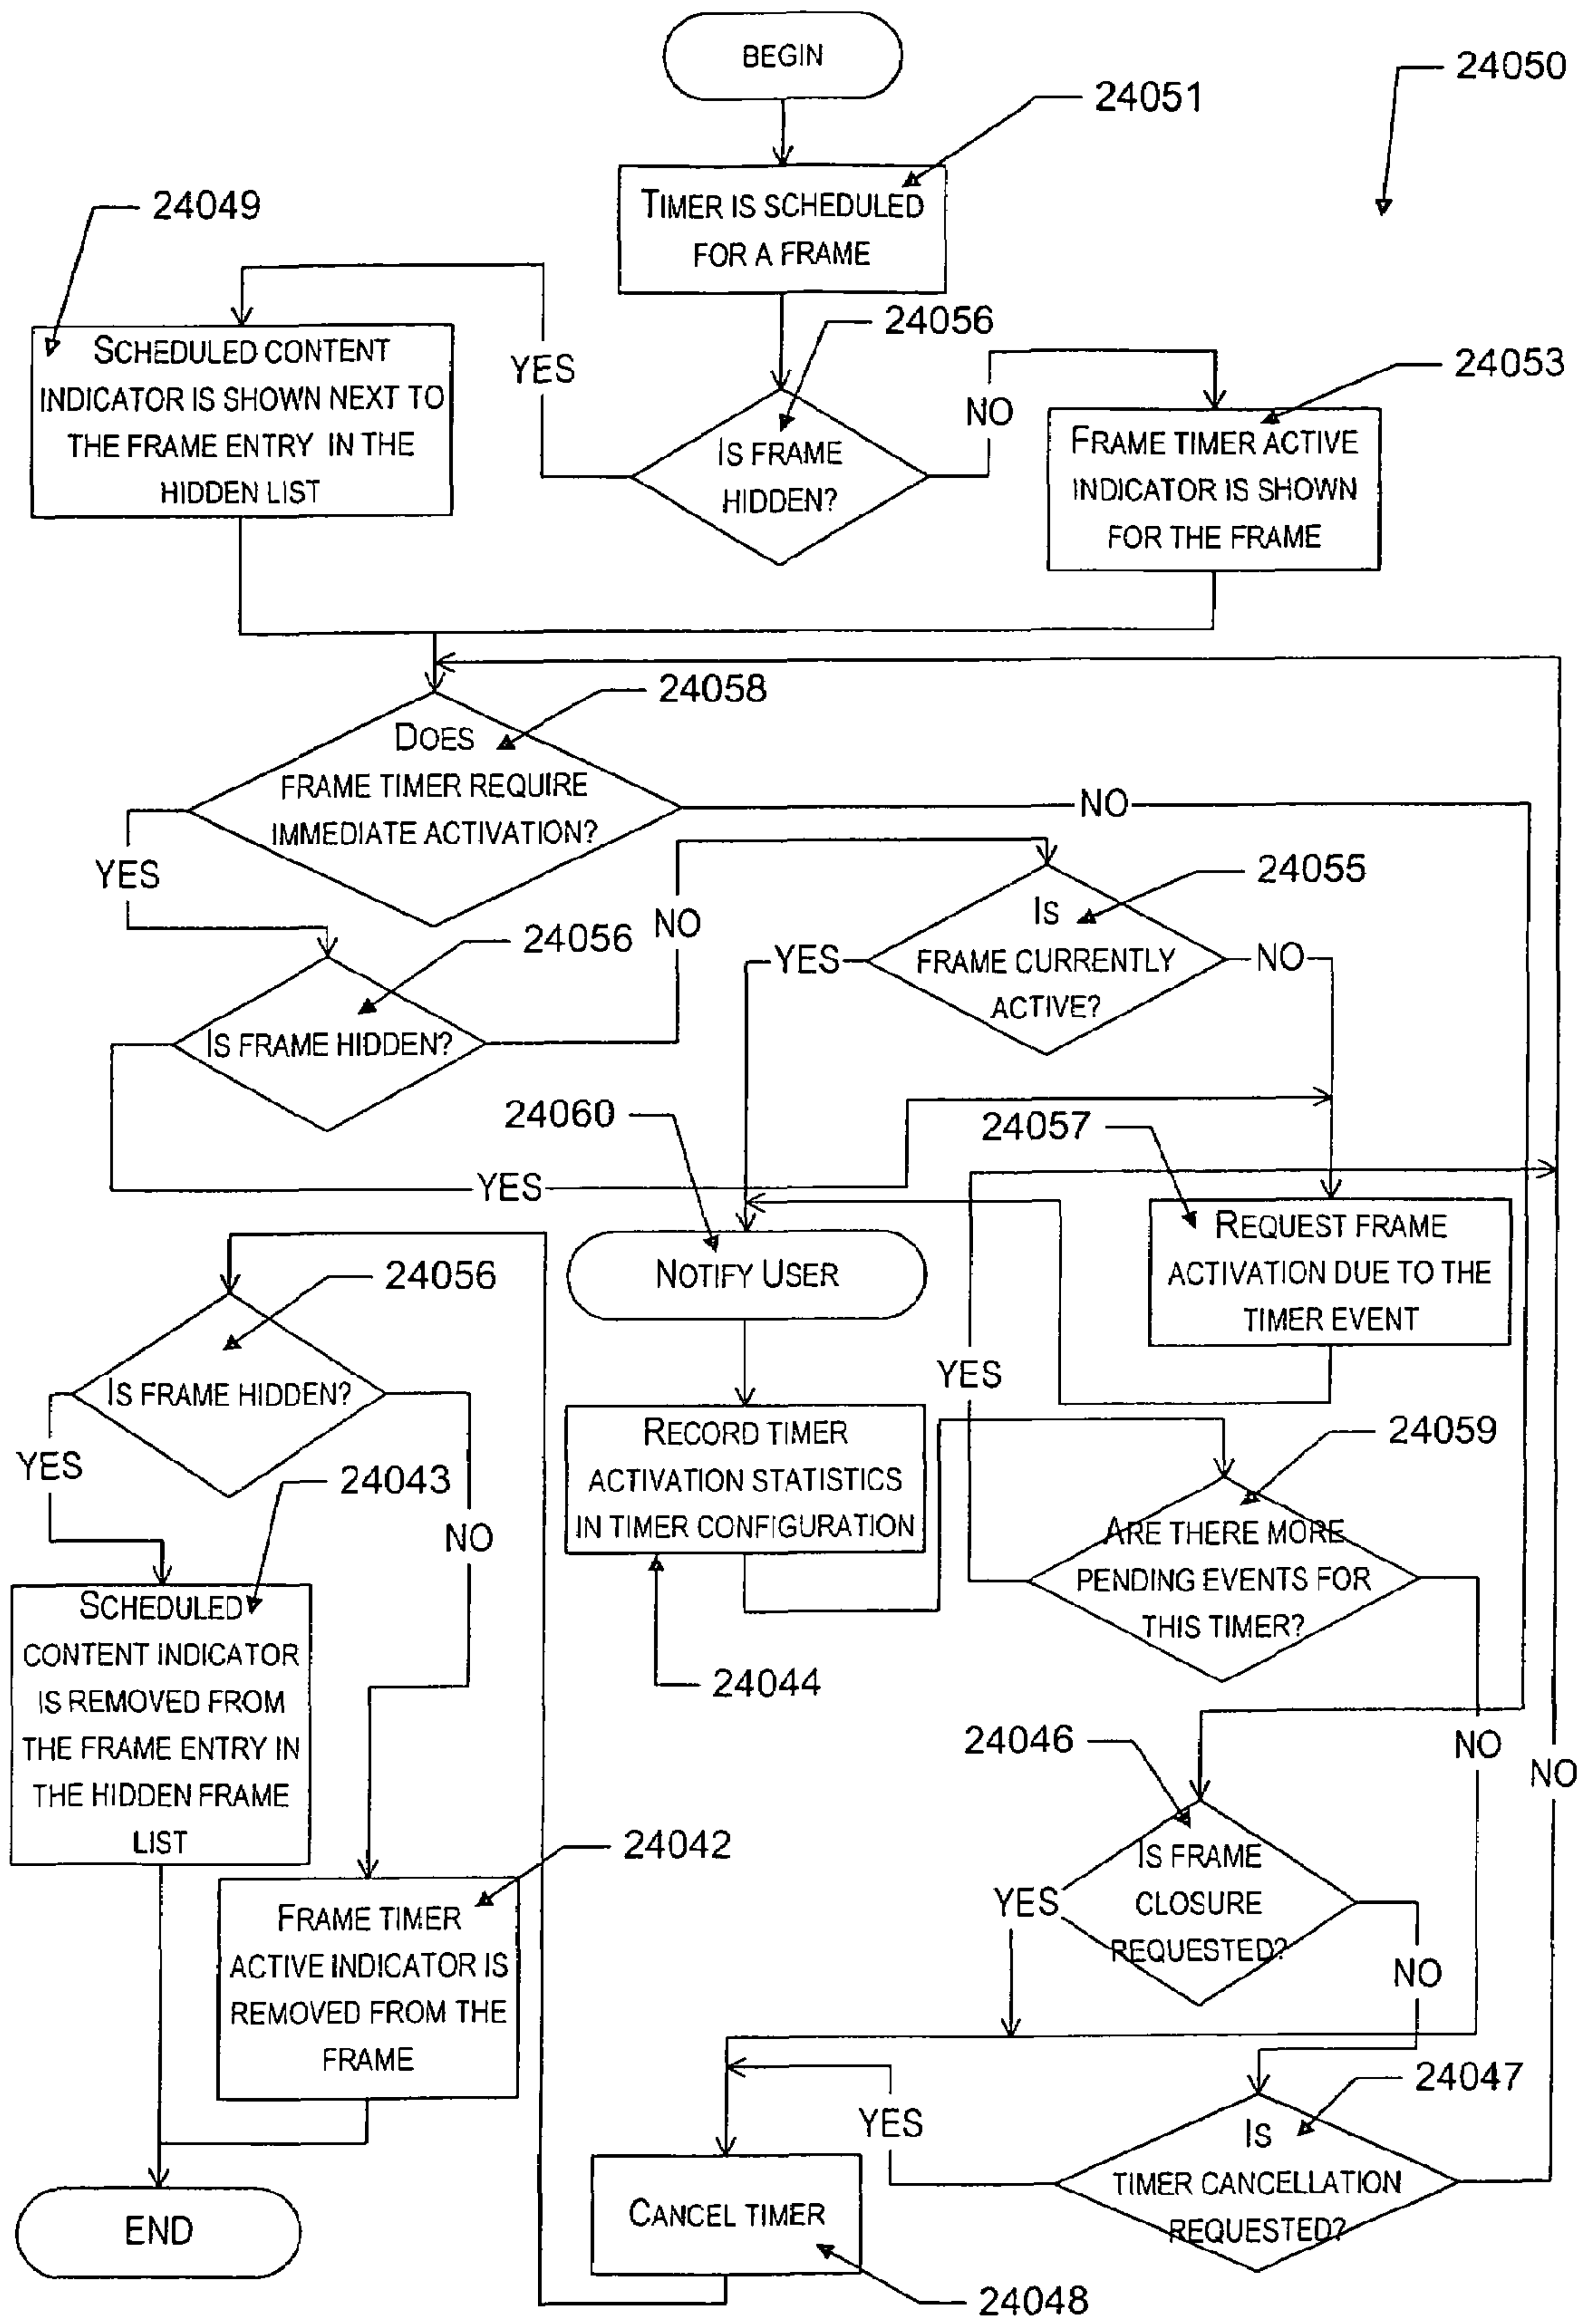 BEGIN
24050
24051
TIMER IS SCHEDULED
FOR A FRAME
24049
24056
SCHEDULED CONTENT
INDICATOR IS SHOWN NEXT TO
THE FRAME ENTRY IN THE
HIDDEN LIST
YES
IS FRAME
HIDDEN?
NO
24053
FRAME TIMER ACTIVE
INDICATOR IS SHOWN
FOR THE FRAME
24058
DOES
FRAME TIMER REQUIRE
IMMEDIATE ACTIVATION?
NO
YES
24055
IS
FRAME CURRENTLY
ACTIVE?
YES
NO
24056
NO
IS FRAME HIDDEN?
24060
24057
YES
NOTIFY USER
REQUEST FRAME
ACTIVATION DUE TO THE
TIMER EVENT
24056
IS FRAME HIDDEN?
YES
YES
NO
24043
RECORD TIMER
ACTIVATION STATISTICS
IN TIMER CONFIGURATION
24059
ARE THERE MORE
PENDING EVENTS FOR
THIS TIMER?
24044
SCHEDULED
CONTENT INDICATOR
IS REMOVED FROM
THE FRAME ENTRY IN
THE HIDDEN FRAME
LIST
24046
NO
NO
24042
IS FRAME
CLOSURE
REQUESTED?
YES
NO
FRAME TIMER
ACTIVE INDICATOR IS
REMOVED FROM THE
FRAME
24047
YES
IS
TIMER CANCELLATION
REQUESTED?
CANCEL TIMER
24048
END